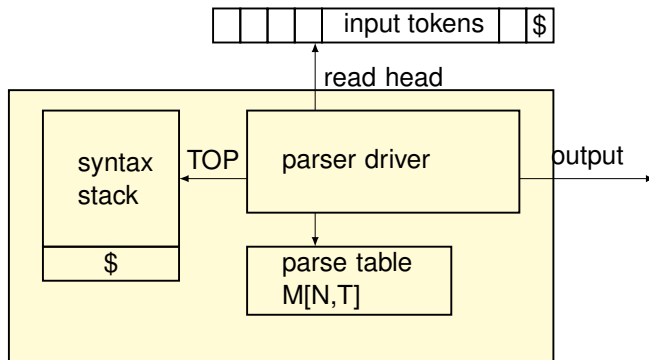 input tokens $
read head
syntax
stack
TOP
parser driver
output
$
parse table
M[N,T]